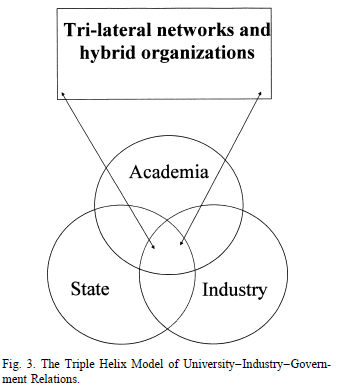 Tri-lateral networks and
hybrid organizations
Academia
State
Industry
Fig. 3. The Triple Helix Model of University–Industry–Govern-
ment Relations.